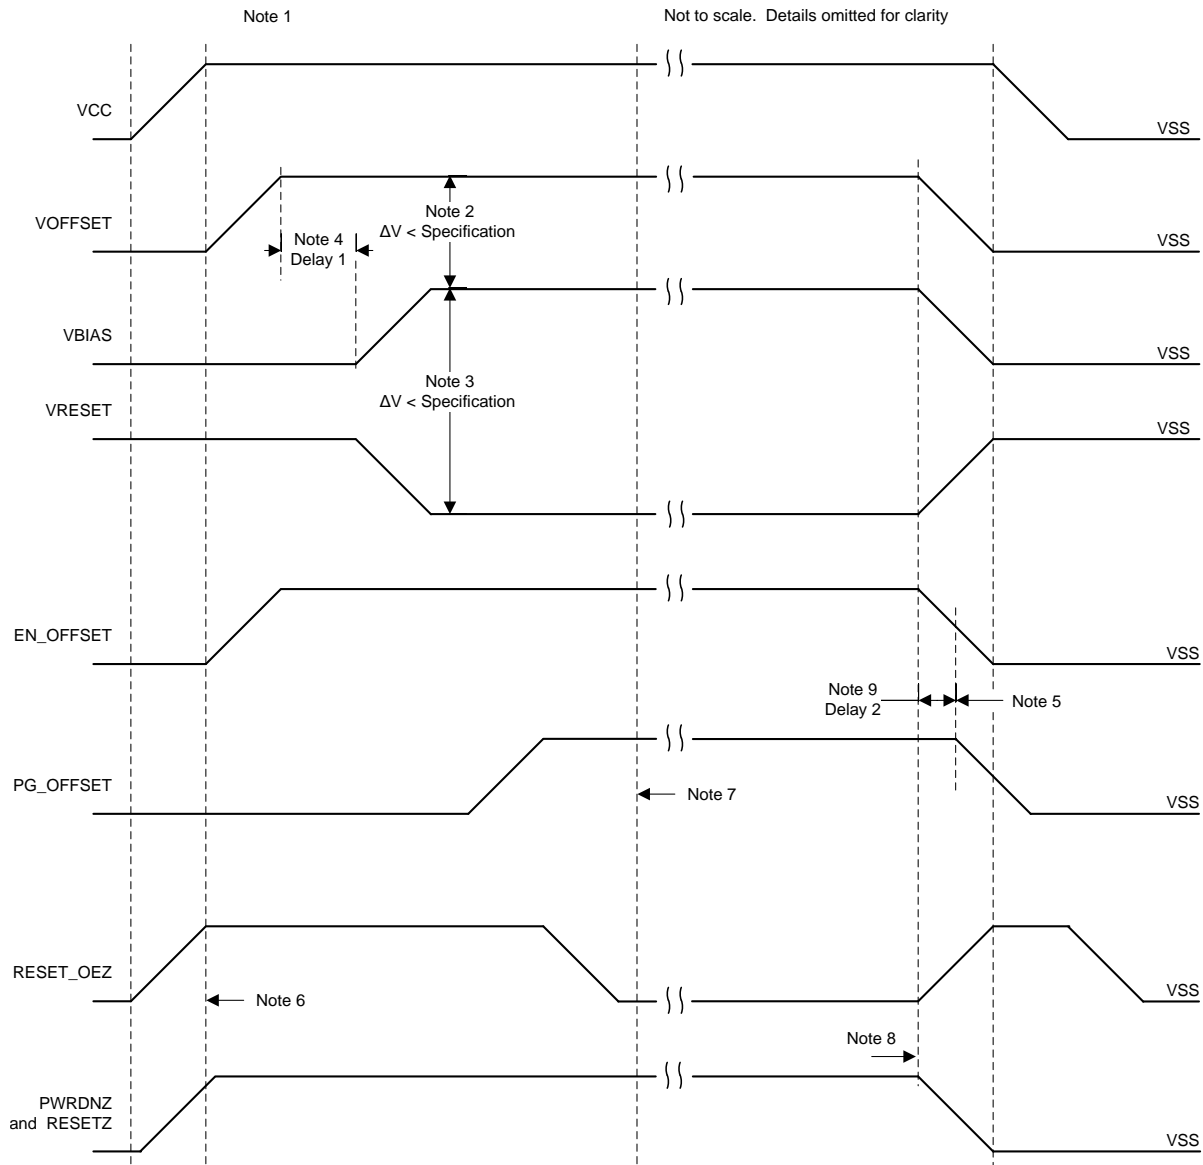 Note 1
Not to scale.  Details omitted for clarity
VCC
VSS
VOFFSET
Note 4
Delay 1
Note 2
ΔV < Specification
VSS
VBIAS
VSS
Note 3
ΔV < Specification
VRESET
VSS
EN_OFFSET
VSS
Note 9
Delay 2
Note 5
PG_OFFSET
Note 7
VSS
RESET_OEZ
Note 6
VSS
Note 8
PWRDNZ
and  RESETZ
VSS